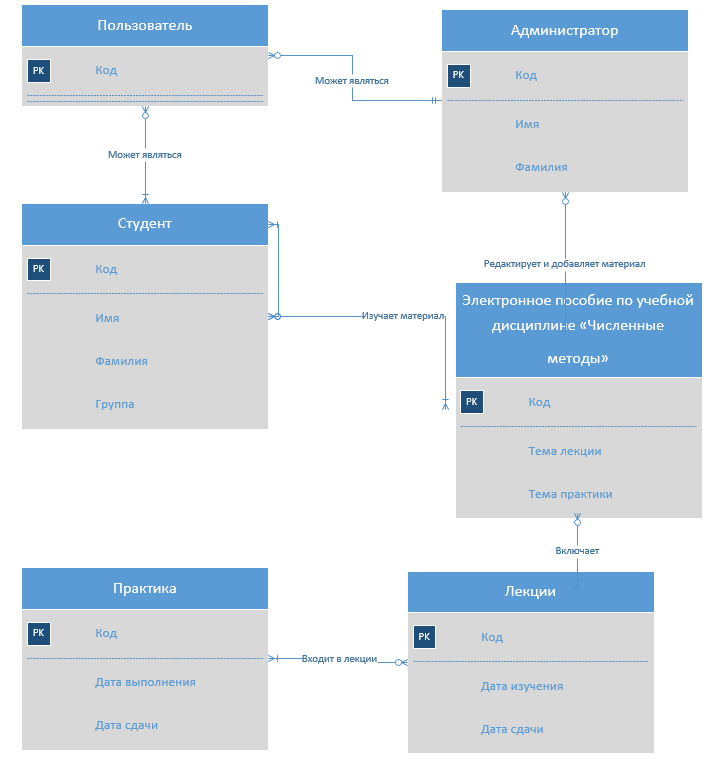 Пользователь
PK
Код
Может являться
Администратор
PK
Код
Имя
Фамилия
Может являться
Студент
PK
Код
Имя
Фамилия
Группа
Изучает материал
Редактирует и добавляет материал
Электронное пособие по учебной
дисциплине «Численные
методы»
PK
Код
Тема лекции
Тема практики
Включает
Практика
PK
Код
Дата выполнения
Дата сдачи
Входит в лекции
Лекции
PK
Код
Дата изучения
Дата сдачи